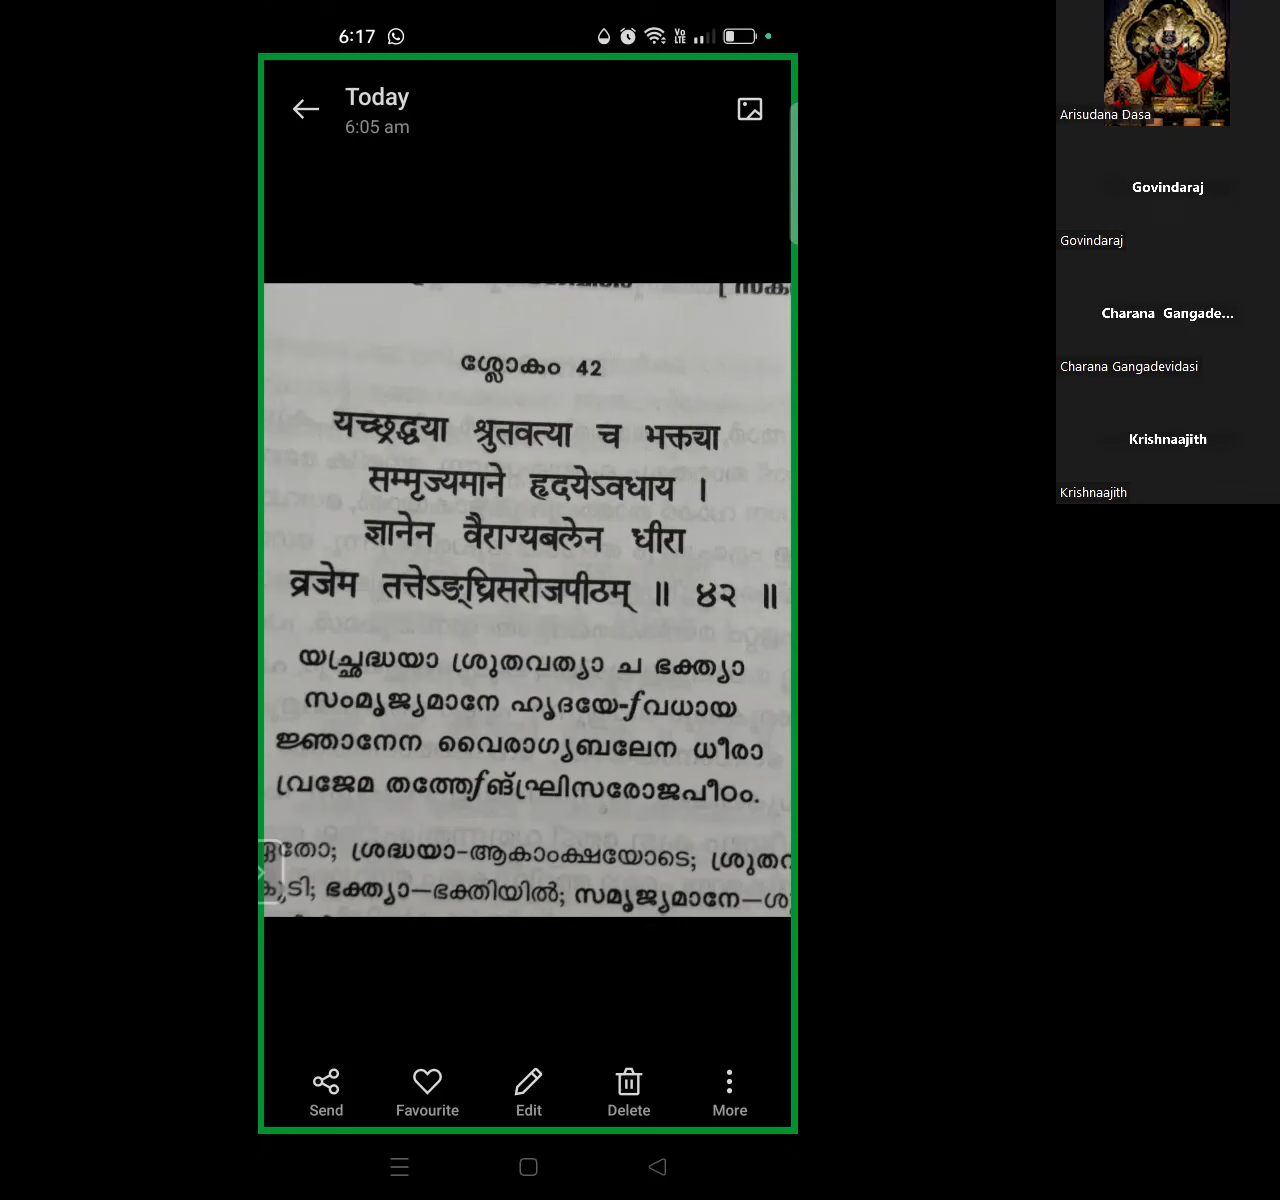 6:17
Vo LTE
Today
6:05 am
ശ്ലോകം 42
यच्छ्रद्धया श्रुतवत्या च भक्त्या
सम्मृज्यमाने हृदयेऽवधाय ।
ज्ञानेन वैराग्यबलेन धीरा
व्रजेम तत्तेऽङ्घ्रिसरोजपीठम् ॥ ४२ ॥
യച്ഛ്രദ്ധയാ ശ്രുതവത്യാ ച ഭക്ത്യാ
സംമൃജ്യമാനേ ഹൃദയേ-ƒവധായ
ജ്ഞാനേന വൈരാഗ്യബലേന ധീരാ
വ്രജേമ തത്തേƒങ്ഘ്രിസരോജപീഠം.
ശ്രദ്ധയാ-ആകാംക്ഷയോടെ;
ഭക്ത്യാ—ഭക്തിയിൽ; സമൃജ്യമാനേ—
Send
Favourite
Edit
Delete
More
Arisudana Dasa
Govindaraj
Govindaraj
Charana Gangade...
Charana Gangadevidasi
Krishnaajith
Krishnaajith